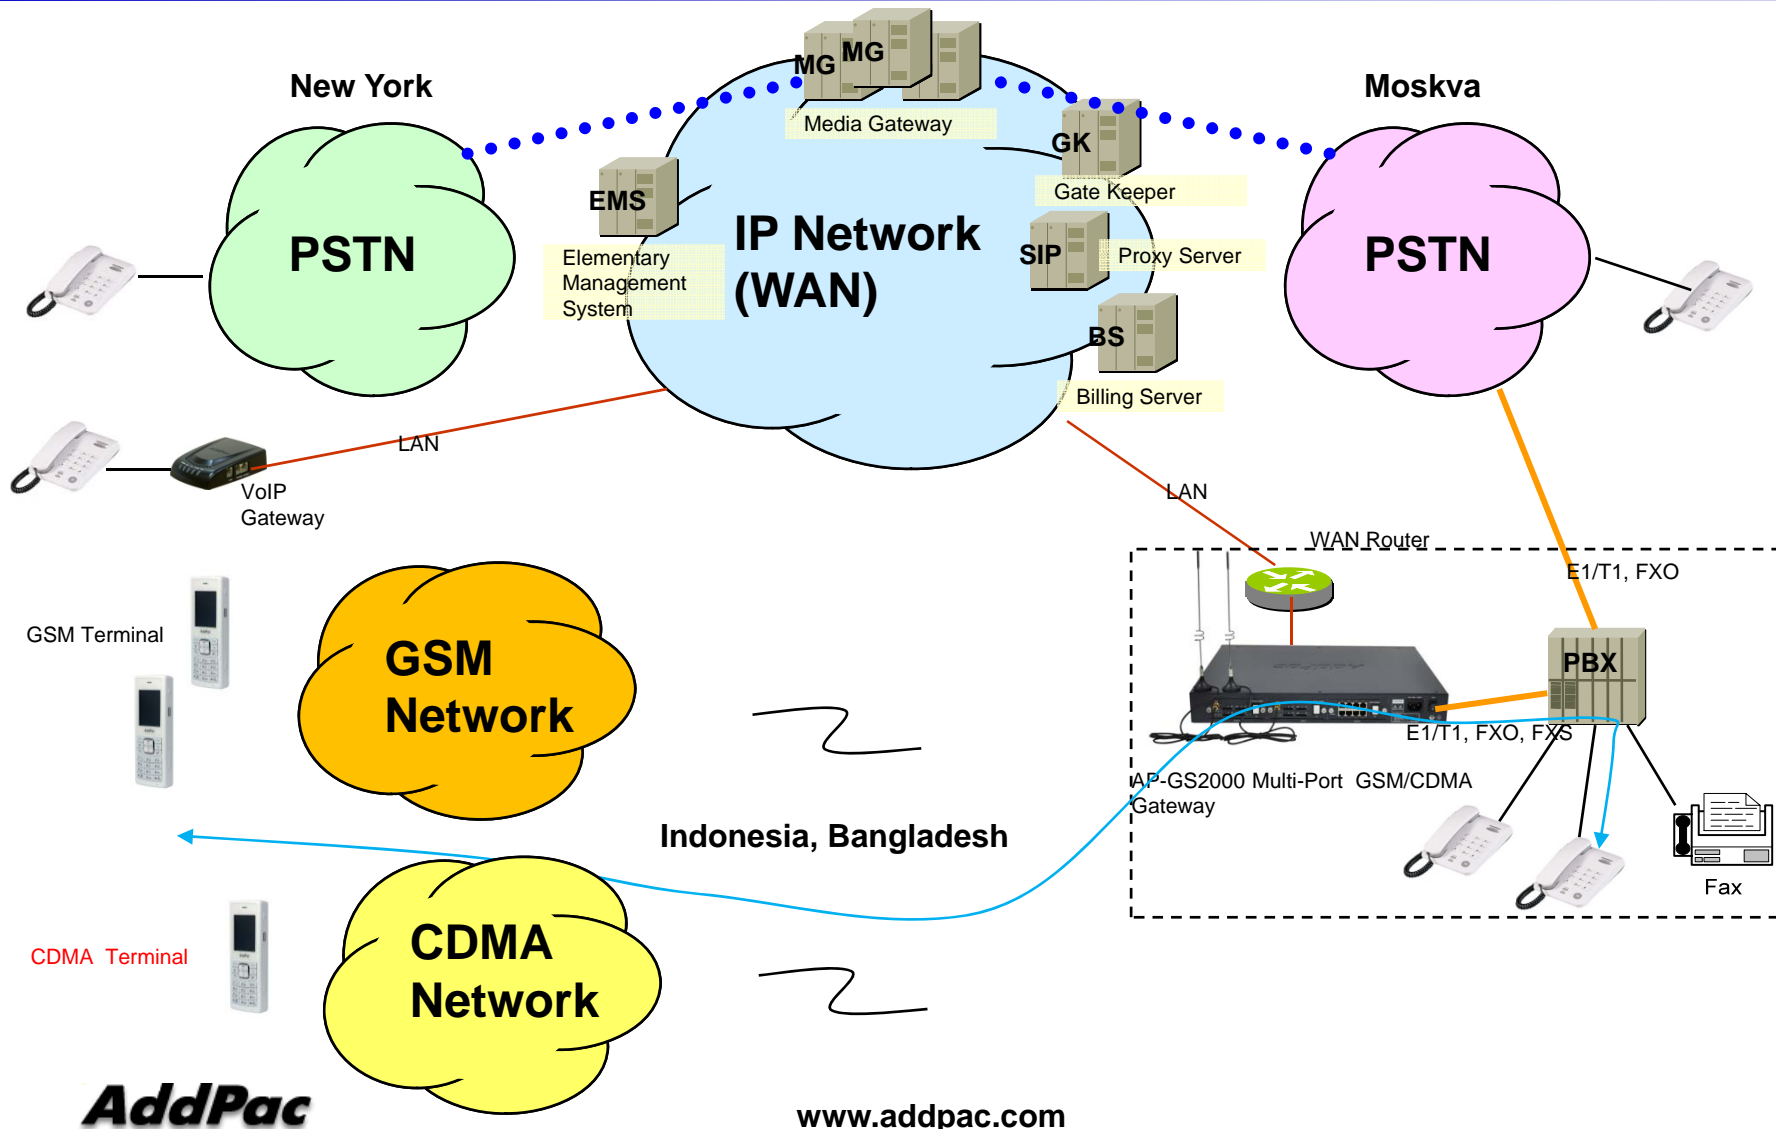 New York
MG
MG
Moskva
Media Gateway
GK
Gate Keeper
EMS
PSTN
IP Network
(WAN)
SIP
Proxy Server
PSTN
Elementary
Management
System
BS
Billing Server
LAN
VoIP
Gateway
LAN
WAN Router
E1/T1, FXO
GSM Terminal
GSM
Network
PBX
E1/T1, FXO, FXS
AP-GS2000 Multi-Port GSM/CDMA
Gateway
Indonesia, Bangladesh
Fax
CDMA Terminal
CDMA
Network
AddPac
www.addpac.com